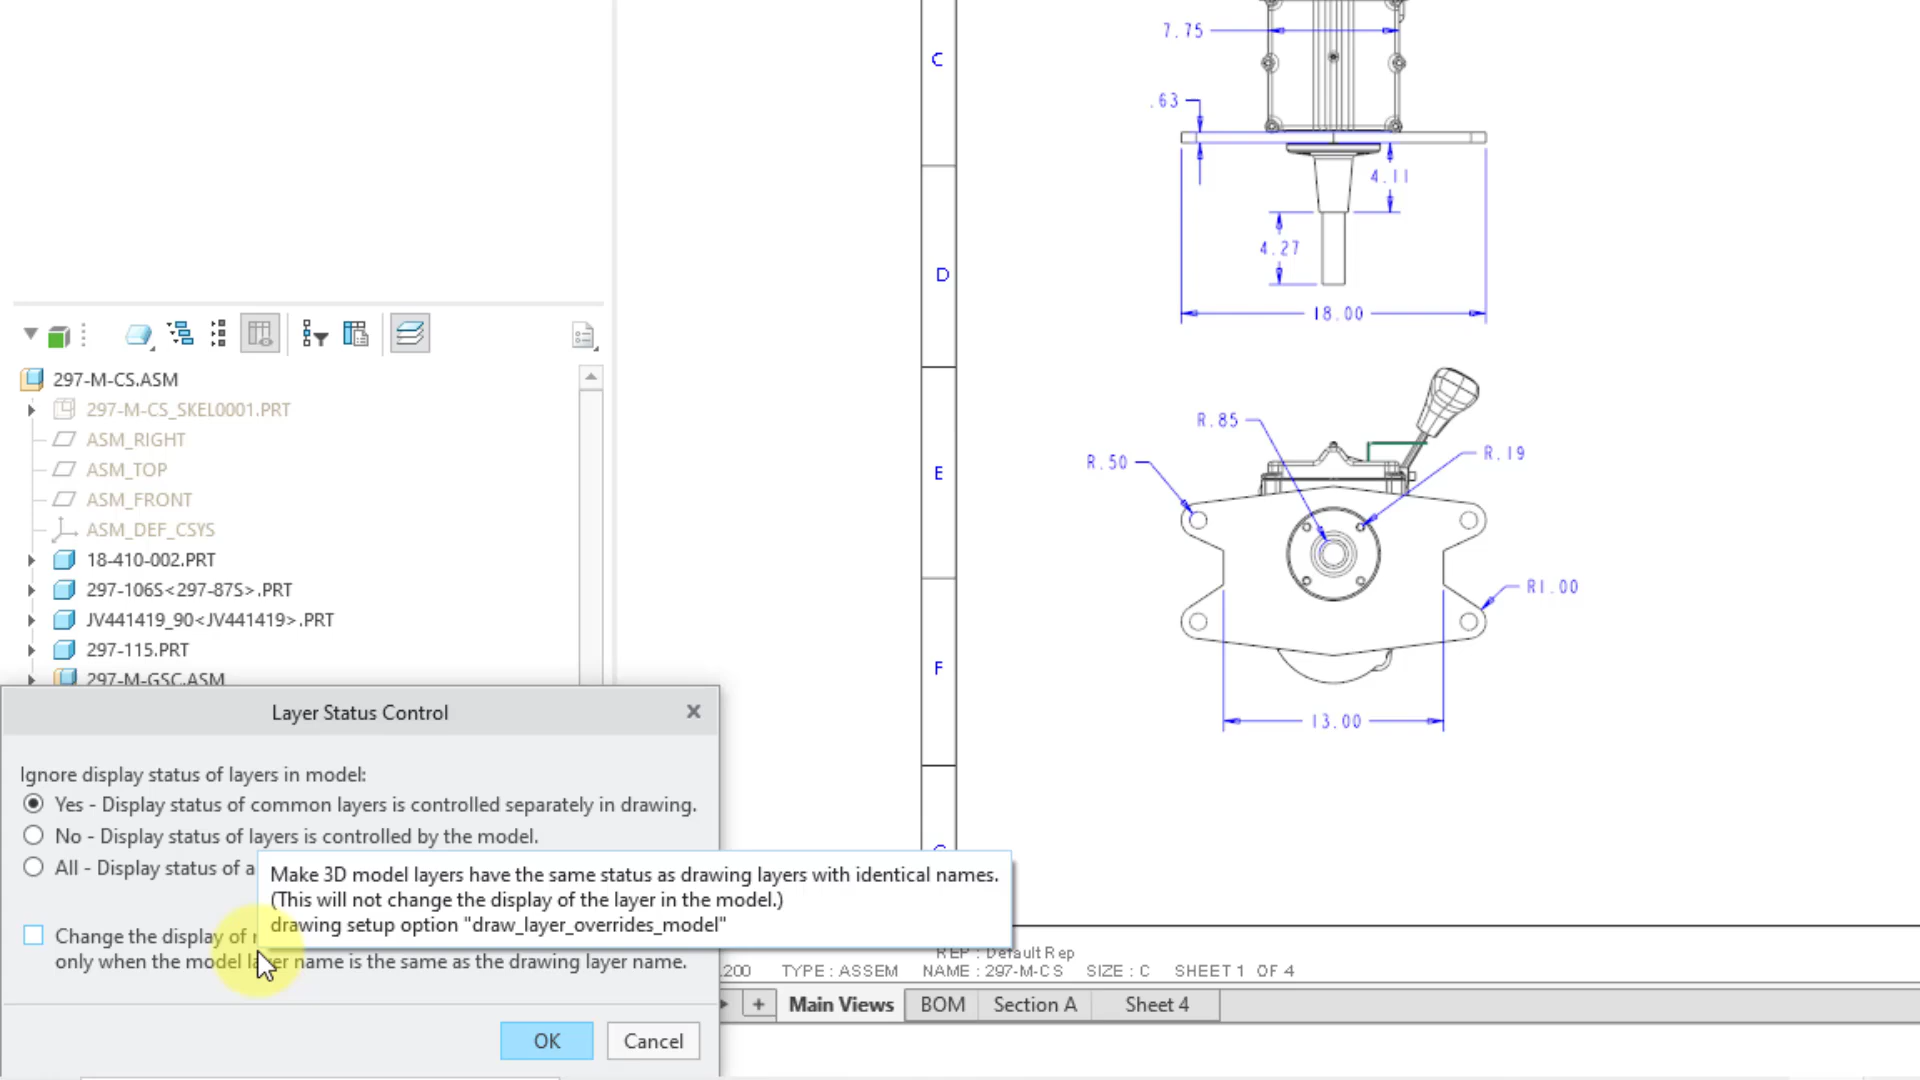 C
7.75
.63
4.11
D
4.27
18.00
297-M-CS.ASM
297-M-CS_SKEL0001.PRT
ASM_RIGHT
ASM_TOP
ASM_FRONT
ASM_DEF_CSYS
18-410-002.PRT
297-106S<297-87S>.PRT
JV441419_90<JV441419>.PRT
297-115.PRT
297-M-GSC.ASM
R.85
R.50
E
R.19
R1.00
F
13.00
Layer Status Control
Ignore display status of layers in model:
Yes - Display status of common layers is controlled separately in drawing.
No - Display status of layers is controlled by the model.
All - Display status of a
Make 3D model layers have the same status as drawing layers with identical names.
(This will not change the display of the layer in the model.)
drawing setup option "draw_layer_overrides_model"
Change the display of
only when the model layer name is the same as the drawing layer name.
OK
Cancel
REP : Default Rep
.200 TYPE : ASSEM NAME : 297-M-CS SIZE : C SHEET 1 OF 4
+ Main Views BOM Section A Sheet 4